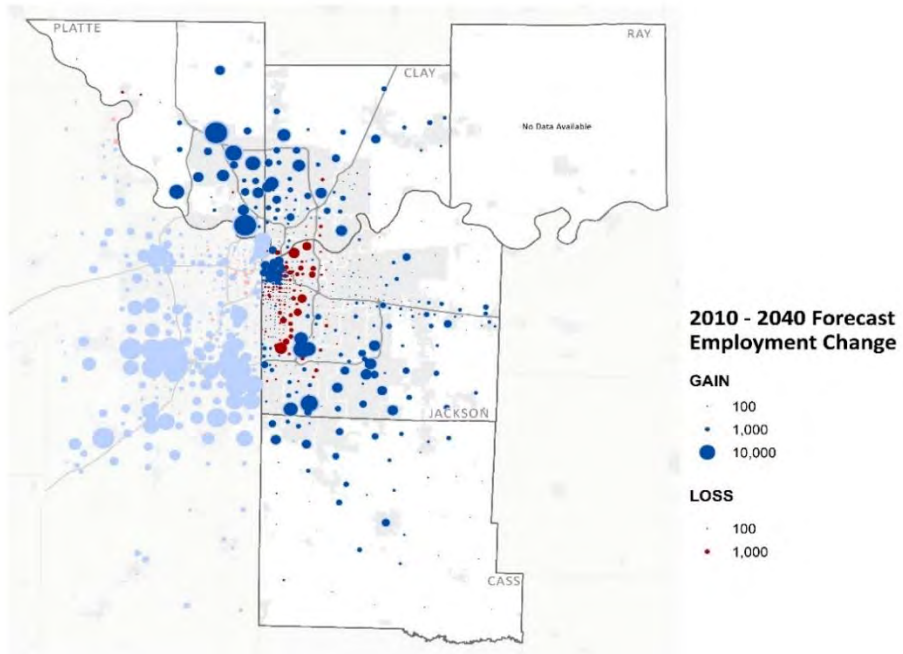 PLATTE
RAY
CLAY
No Data Available
JACKSON
CASS
2010 - 2040 Forecast
Employment Change
GAIN
100
1,000
10,000
LOSS
100
1,000